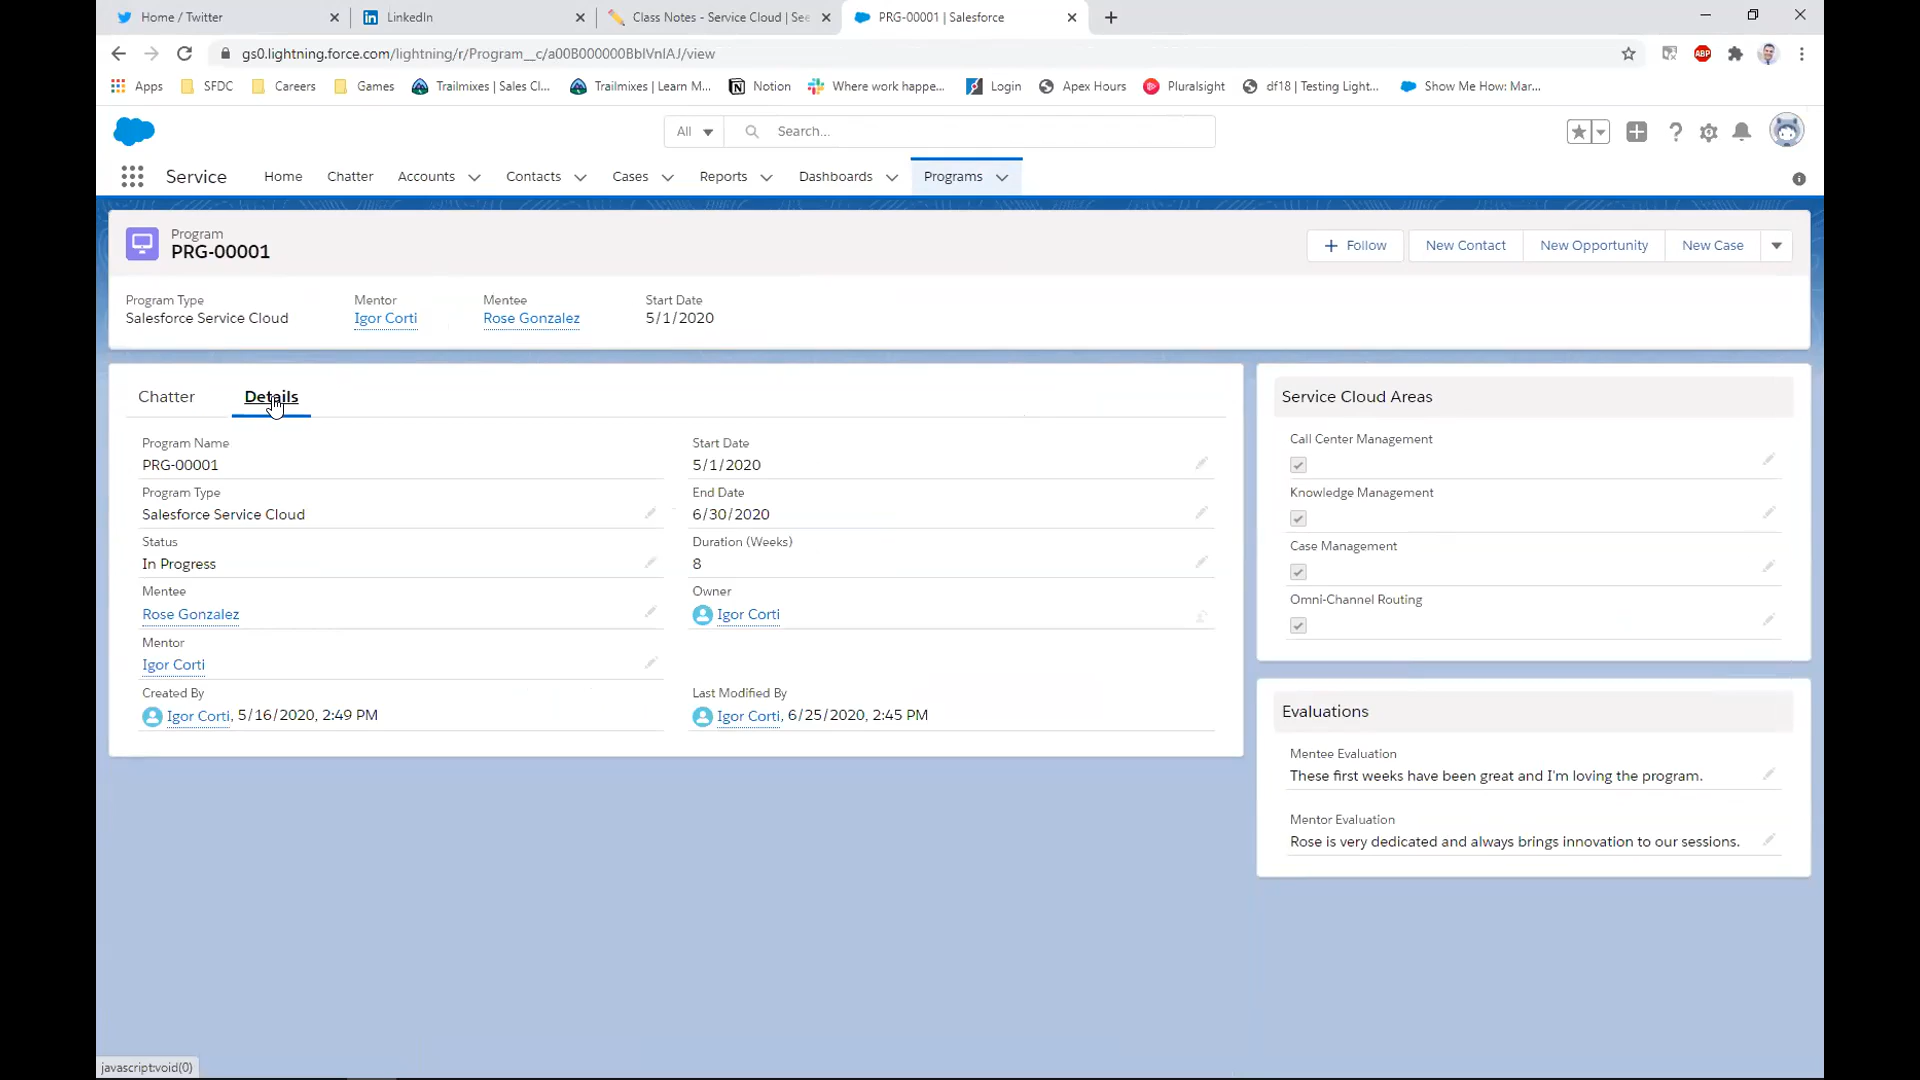 Home / Twitter
LinkedIn
Class Notes - Service Cloud | See
PRG-00001 | Salesforce
gs0.lightning.force.com/lightning/r/Program__c/a00B000000BbIVnIAJ/view
Apps
SFDC
Careers
Games
Trailmixes | Sales Cl...
Trailmixes | Learn M...
Notion
Where work happe...
Login
Apex Hours
Pluralsight
df18 | Testing Light...
Show Me How: Mar...
ABP
All
Search...
Service
Home
Chatter
Accounts
Contacts
Cases
Reports
Dashboards
Programs
Program
PRG-00001
Follow
New Contact
New Opportunity
New Case
Program Type
Salesforce Service Cloud
Mentor
Igor Corti
Mentee
Rose Gonzalez
Start Date
5/1/2020
Chatter
Details
Program Name
PRG-00001
Program Type
Salesforce Service Cloud
Status
In Progress
Mentee
Rose Gonzalez
Mentor
Igor Corti
Created By
Igor Corti, 5/16/2020, 2:49 PM
Start Date
5/1/2020
End Date
6/30/2020
Duration (Weeks)
8
Owner
Igor Corti
Last Modified By
Igor Corti, 6/25/2020, 2:45 PM
Service Cloud Areas
Call Center Management
Knowledge Management
Case Management
Omni-Channel Routing
Evaluations
Mentee Evaluation
These first weeks have been great and I'm loving the program.
Mentor Evaluation
Rose is very dedicated and always brings innovation to our sessions.
javascript:void(0)